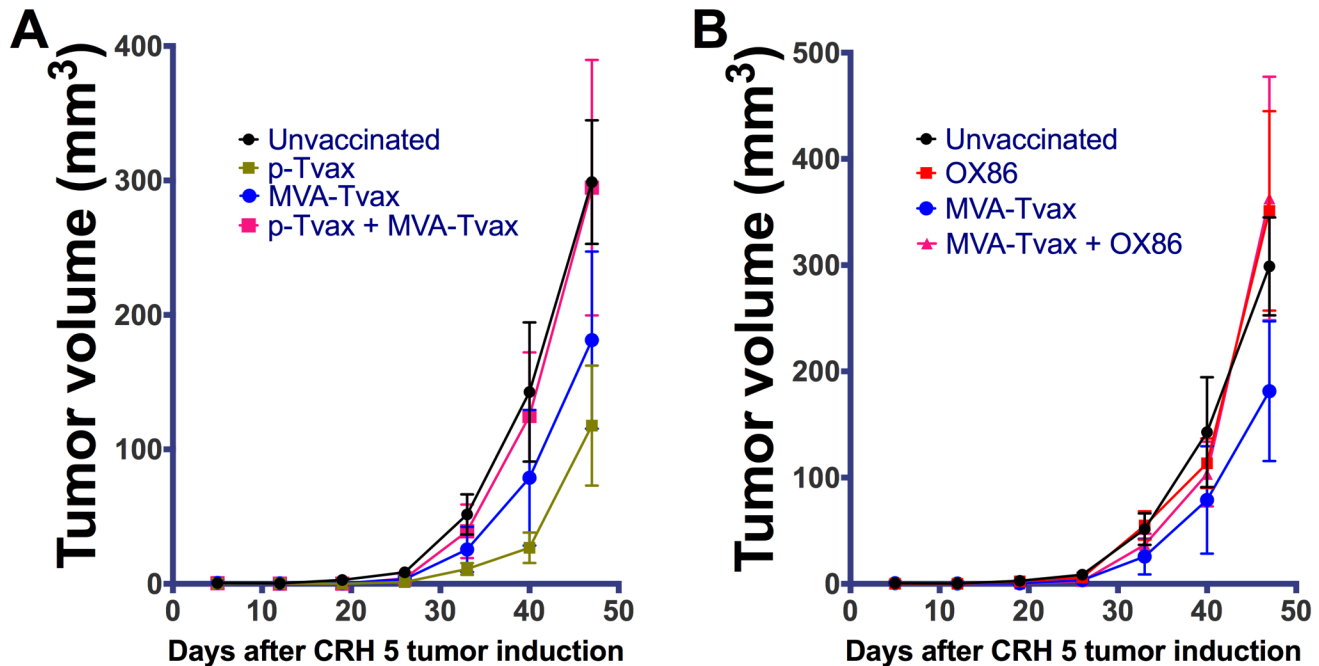 A
Tumor volume (mm³)
400
300
200
100
0
Unvaccinated
p-Tvax
MVA-Tvax
p-Tvax + MVA-Tvax
0 10 20 30 40 50
Days after CRH 5 tumor induction
B
Tumor volume (mm³)
500
400
300
200
100
0
Unvaccinated
OX86
MVA-Tvax
MVA-Tvax + OX86
0 10 20 30 40 50
Days after CRH 5 tumor induction